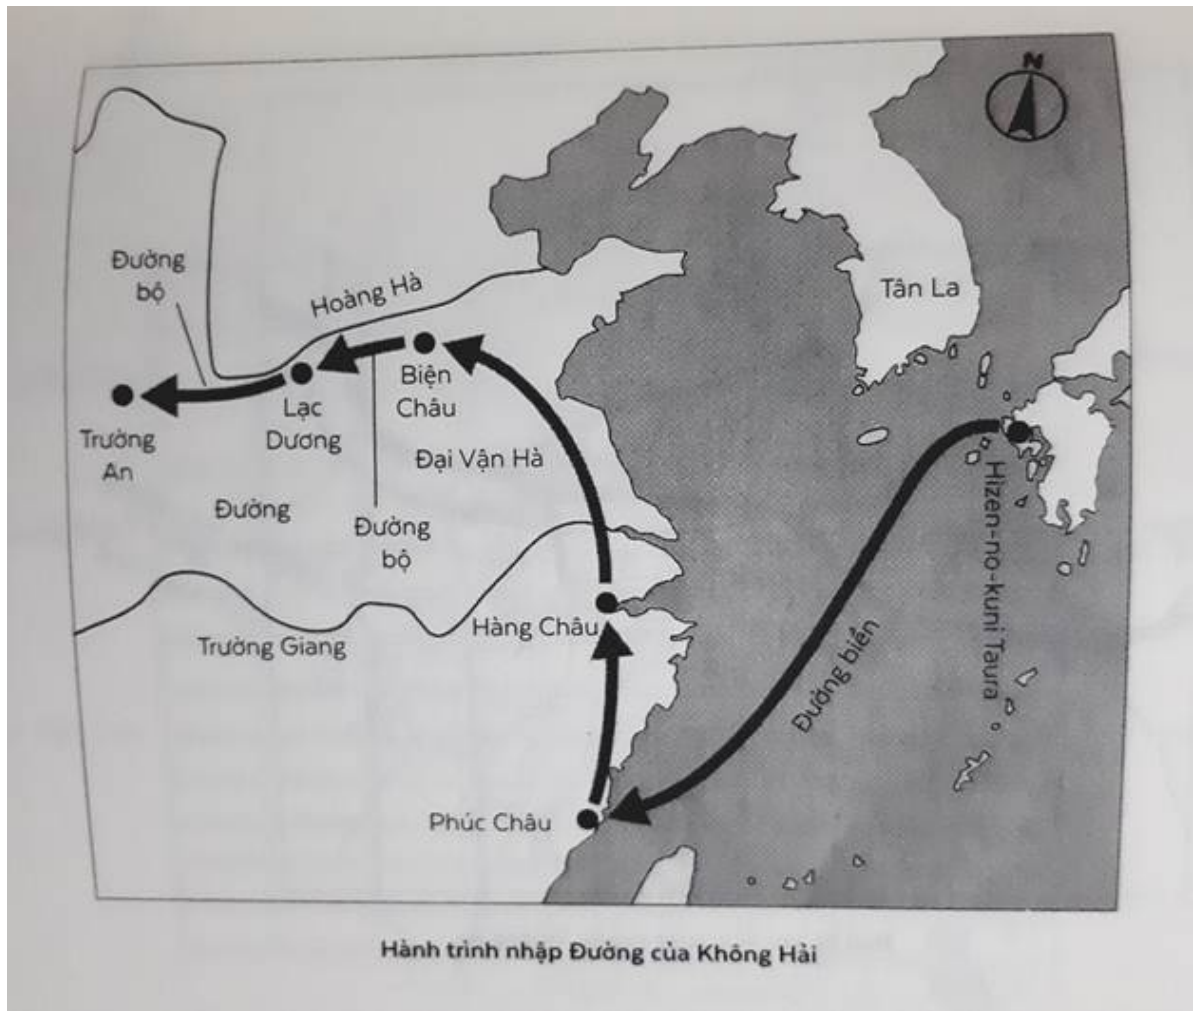 N
Đường
bộ
Hoàng Hà
Tân La
Biện
Châu
Lạc
Dương
Trường
An
Đại Vận Hà
Đường
Đường
bộ
Hizen-no-kuni Taura
Hàng Châu
Trường Giang
Đường biển
Phúc Châu
Hành trình nhập Đường của Không Hải